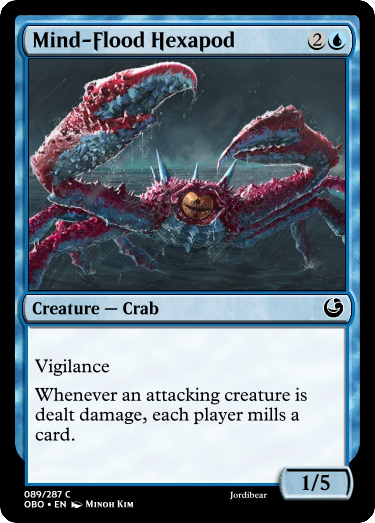 Mind-Flood Hexapod 2
Creature — Crab
Vigilance
Whenever an attacking creature is
dealt damage, each player mills a
card.
1/5
089/287 C
OBO • EN Minoh Kim
Jordibear